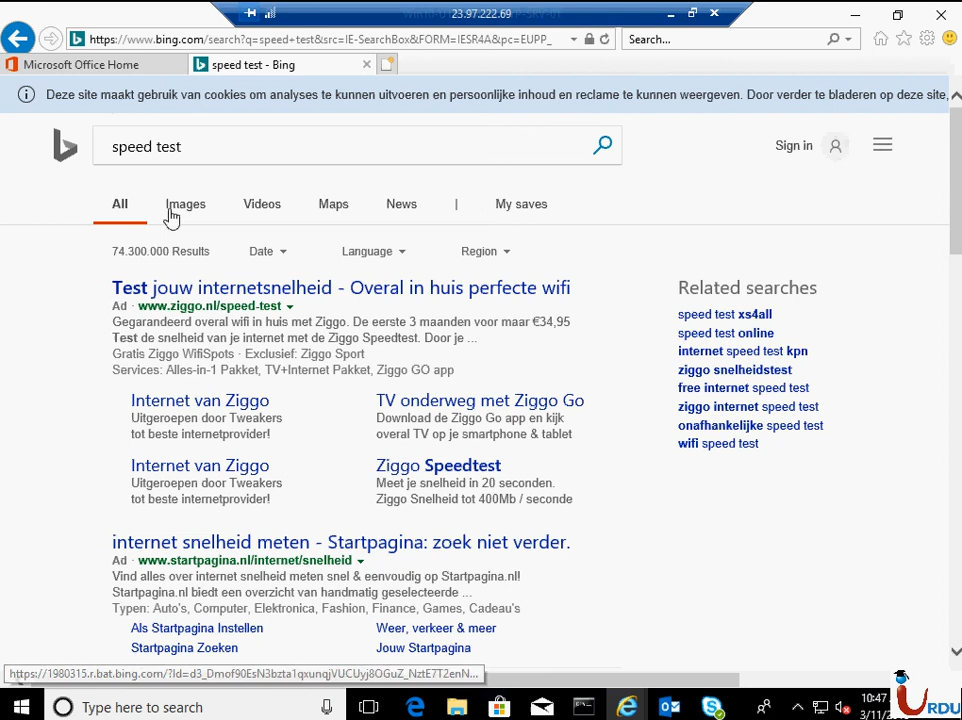 23.97.222.69
https://www.bing.com/search?q=speed+test&src=IE-SearchBox&FORM=IESR4A&pc=EUPP_
Search...
Microsoft Office Home
speed test - Bing
Deze site maakt gebruik van cookies om analyses te kunnen uitvoeren en persoonlijke inhoud en reclame te kunnen weergeven. Door verder te bladeren op deze site,
speed test
Sign in
All Images Videos Maps News | My saves
74.300.000 Results Date Language Region
Test jouw internetsnelheid - Overal in huis perfecte wifi
Ad · www.ziggo.nl/speed-test
Gegarandeerd overal wifi in huis met Ziggo. De eerste 3 maanden voor maar €34,95
Test de snelheid van je internet met de Ziggo Speedtest. Door je ...
Gratis Ziggo WifiSpots · Exclusief: Ziggo Sport
Services: Alles-in-1 Pakket, TV+Internet Pakket, Ziggo GO app
Internet van Ziggo
Uitgeroepen door Tweakers
tot beste internetprovider!
TV onderweg met Ziggo Go
Download de Ziggo Go app en kijk
overal TV op je smartphone & tablet
Internet van Ziggo
Uitgeroepen door Tweakers
tot beste internetprovider!
Ziggo Speedtest
Meet je snelheid in 20 seconden.
Ziggo Snelheid tot 400Mb / seconde
internet snelheid meten - Startpagina: zoek niet verder.
Ad · www.startpagina.nl/internet/snelheid
Vind alles over internet snelheid meten snel & eenvoudig op Startpagina.nl!
Startpagina.nl biedt een overzicht van handmatig geselecteerde ...
Typen: Auto's, Computer, Elektronica, Fashion, Finance, Games, Cadeau's
Als Startpagina Instellen
Weer, verkeer & meer
Startpagina Zoeken
Jouw Startpagina
Related searches
speed test xs4all
speed test online
internet speed test kpn
ziggo snelheidstest
free internet speed test
ziggo internet speed test
onafhankelijke speed test
wifi speed test
Type here to search
10:47
3/11/2
URDU